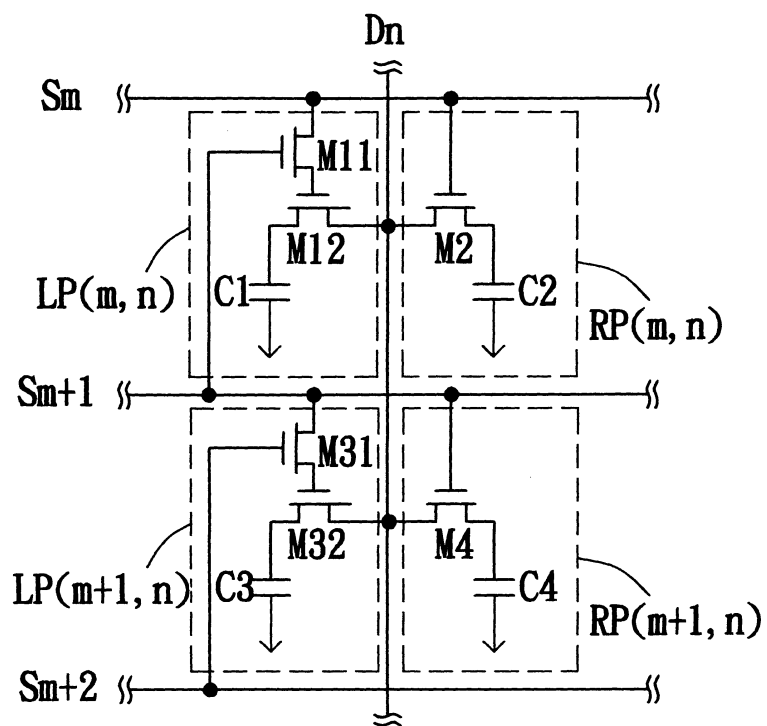 Dn
Sm
M11
M12
M2
LP(m, n)
C1
C2
RP(m, n)
Sm+1
M31
M32
M4
LP(m+1, n)
C3
C4
RP(m+1, n)
Sm+2